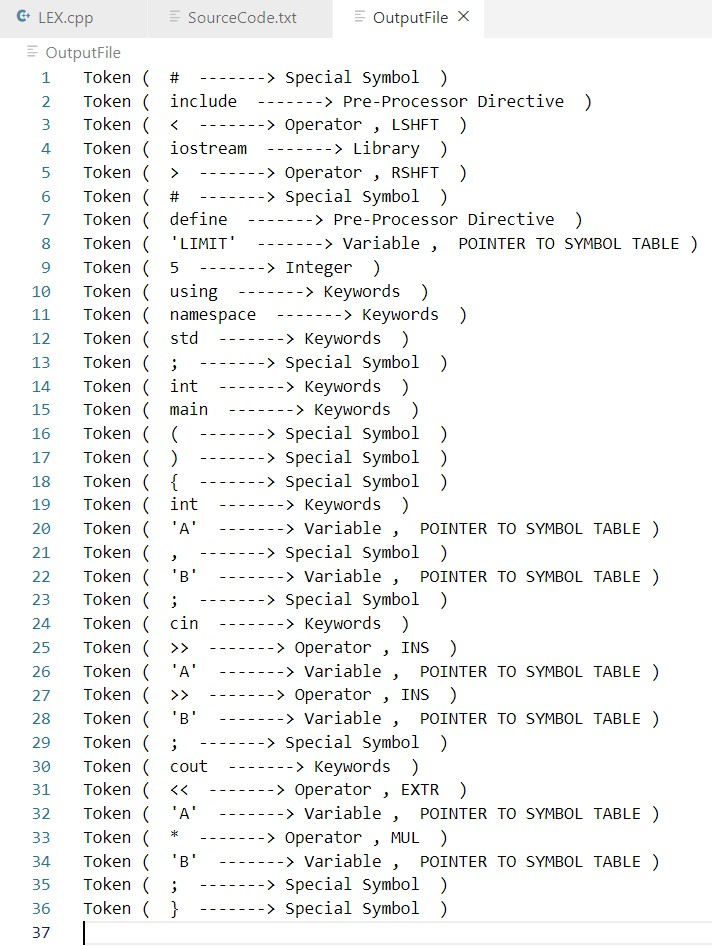 LEX.cpp SourceCode.txt OutputFile
OutputFile
1 Token ( # -------> Special Symbol )
2 Token ( include -------> Pre-Processor Directive )
3 Token ( < -------> Operator , LSHFT )
4 Token ( iostream -------> Library )
5 Token ( > -------> Operator , RSHFT )
6 Token ( # -------> Special Symbol )
7 Token ( define -------> Pre-Processor Directive )
8 Token ( 'LIMIT' -------> Variable , POINTER TO SYMBOL TABLE )
9 Token ( 5 -------> Integer )
10 Token ( using -------> Keywords )
11 Token ( namespace -------> Keywords )
12 Token ( std -------> Keywords )
13 Token ( ; -------> Special Symbol )
14 Token ( int -------> Keywords )
15 Token ( main -------> Keywords )
16 Token ( ( -------> Special Symbol )
17 Token ( ) -------> Special Symbol )
18 Token ( { -------> Special Symbol )
19 Token ( int -------> Keywords )
20 Token ( 'A' -------> Variable , POINTER TO SYMBOL TABLE )
21 Token ( , -------> Special Symbol )
22 Token ( 'B' -------> Variable , POINTER TO SYMBOL TABLE )
23 Token ( ; -------> Special Symbol )
24 Token ( cin -------> Keywords )
25 Token ( >> -------> Operator , INS )
26 Token ( 'A' -------> Variable , POINTER TO SYMBOL TABLE )
27 Token ( >> -------> Operator , INS )
28 Token ( 'B' -------> Variable , POINTER TO SYMBOL TABLE )
29 Token ( ; -------> Special Symbol )
30 Token ( cout -------> Keywords )
31 Token ( << -------> Operator , EXTR )
32 Token ( 'A' -------> Variable , POINTER TO SYMBOL TABLE )
33 Token ( * -------> Operator , MUL )
34 Token ( 'B' -------> Variable , POINTER TO SYMBOL TABLE )
35 Token ( ; -------> Special Symbol )
36 Token ( } -------> Special Symbol )
37